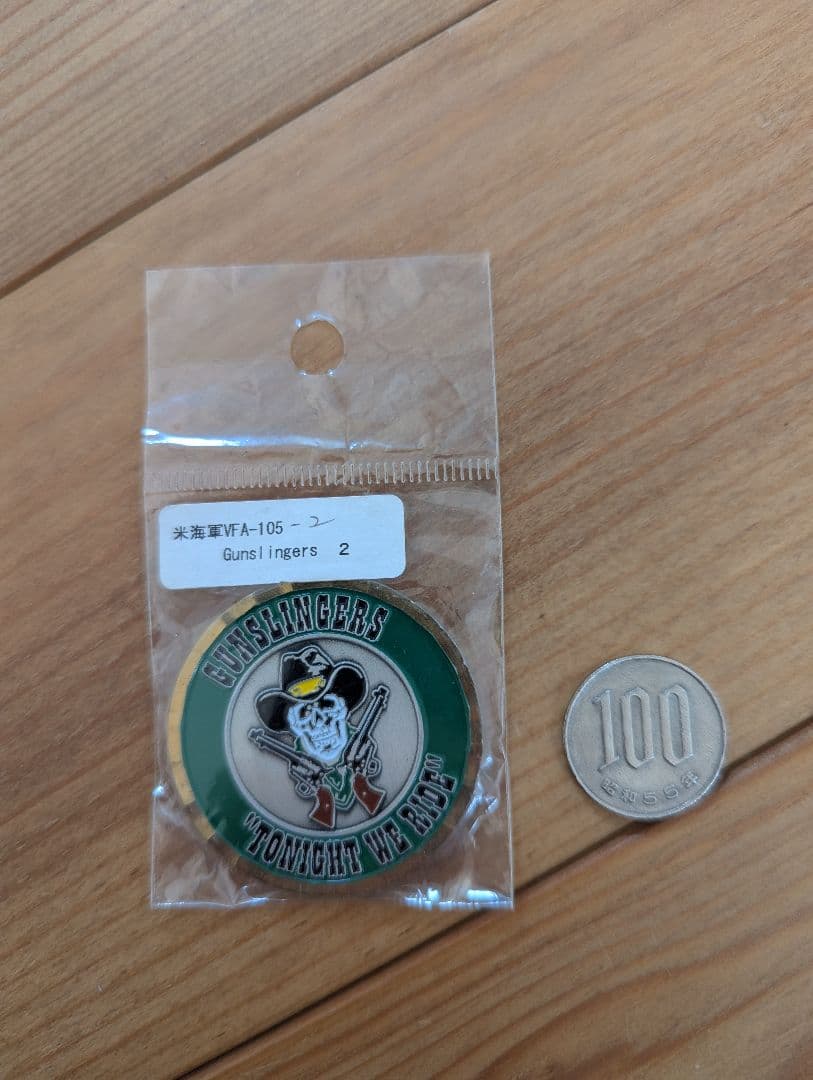 米海軍VFA-105 -2
Gunslingers 2
GUNSLINGERS
"TONIGHT WE RIDE"
100
昭和55年